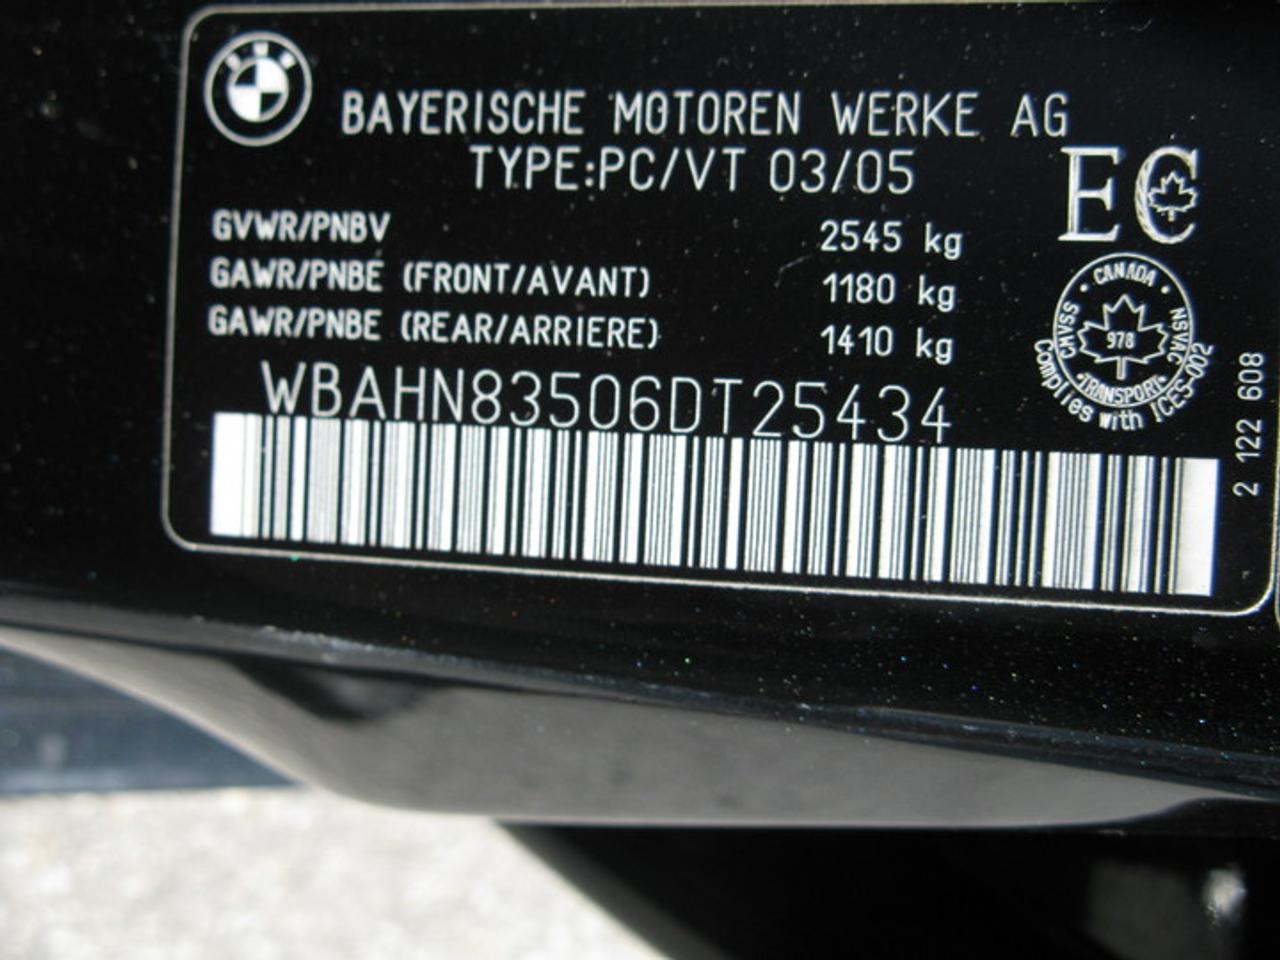 BAYERISCHE MOTOREN WERKE AG
TYPE:PC/VT 03/05
EC
GVWR/PNBV 2545 kg
GAWR/PNBE (FRONT/AVANT) 1180 kg
GAWR/PNBE (REAR/ARRIERE) 1410 kg
CANADA
CMVSS NSVAC
978
TRANSPORT
Complies with ICES-002
WBAHN83506DT25434
2 122 608